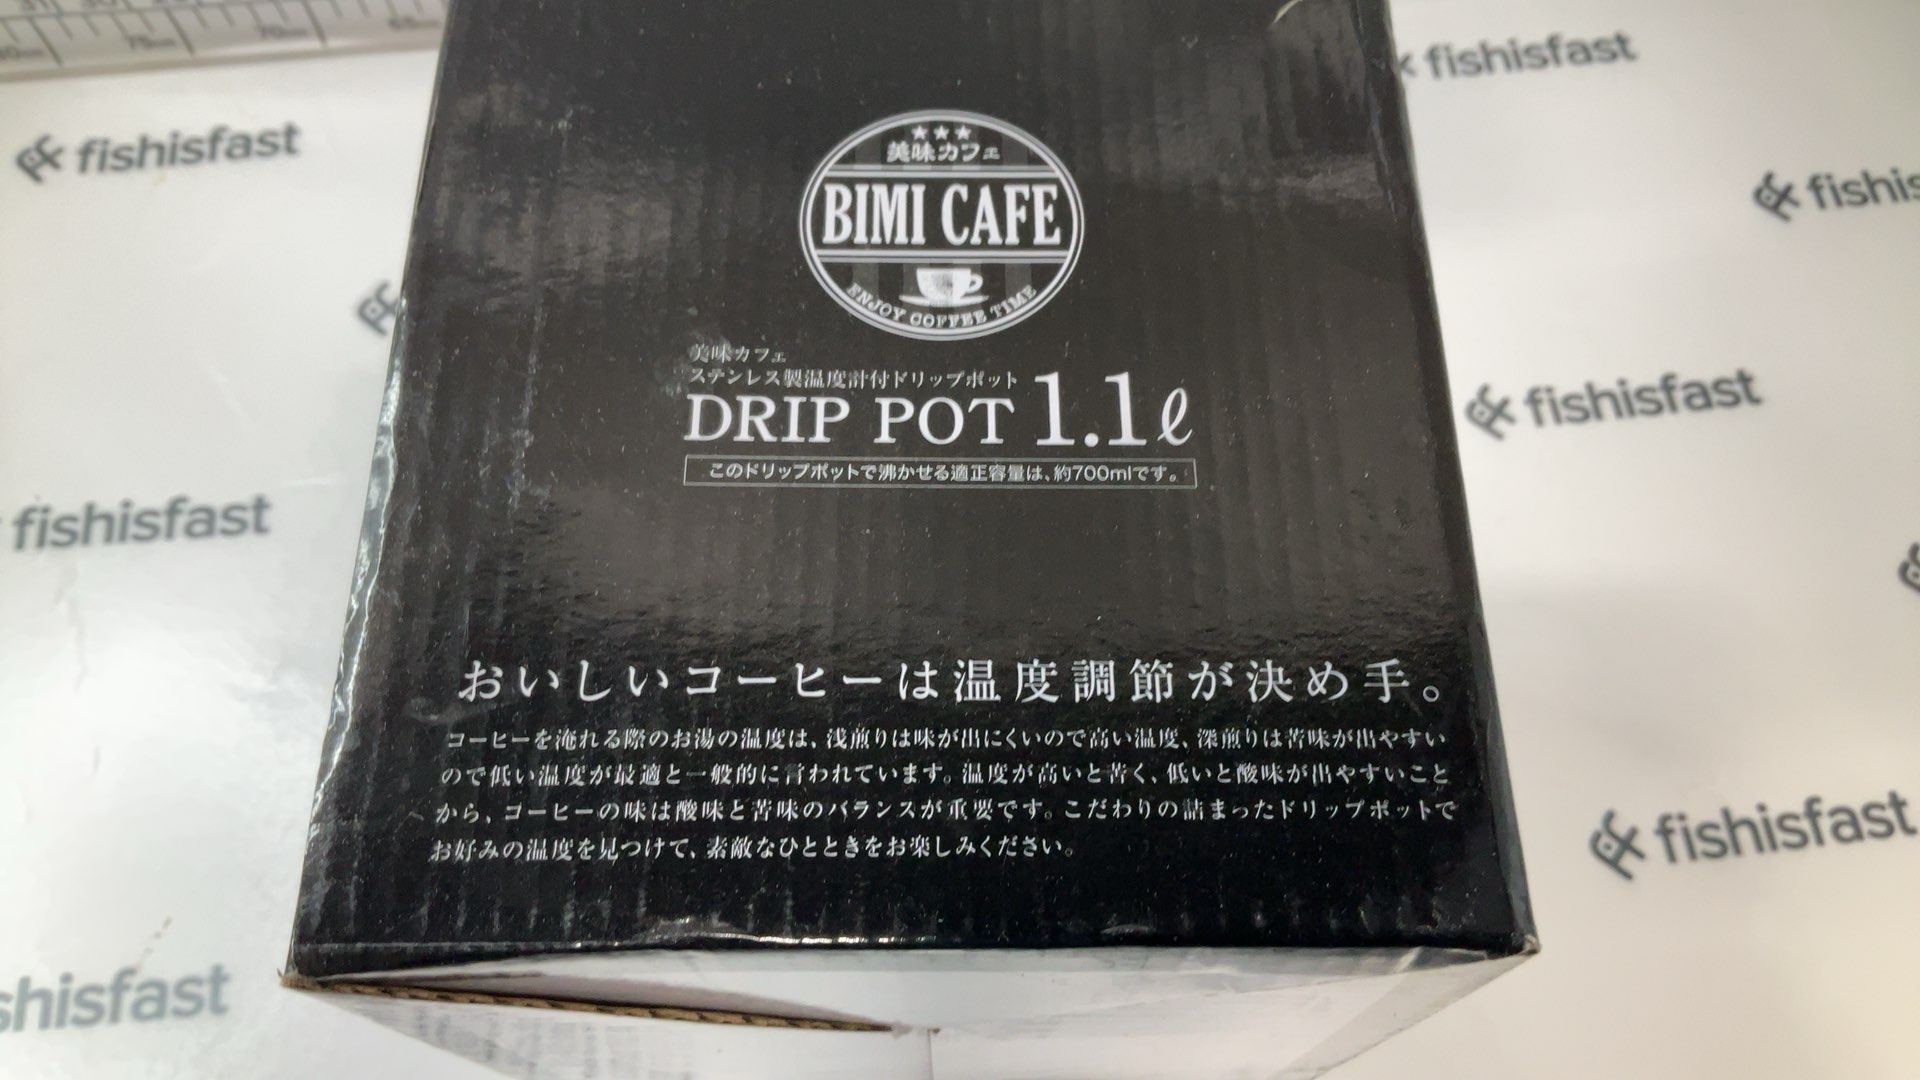 31 30 29
80cm 75cm 70cm 65
fishisfast
fishisfast
fishis
fishisfast
fishisfast
fishisfast
shisfast
美味カフェ
BIMI CAFE
ENJOY COFFEE TIME
美味カフェ
ステンレス製温度計付ドリップポット
DRIP POT 1.1ℓ
このドリップポットで沸かせる適正容量は、約700mlです。
おいしいコーヒーは温度調節が決め手。
コーヒーを淹れる際のお湯の温度は、浅煎りは味が出にくいので高い温度、深煎りは苦味が出やすい
ので低い温度が最適と一般的に言われています。温度が高いと苦く、低いと酸味が出やすいこと
から、コーヒーの味は酸味と苦味のバランスが重要です。こだわりの詰まったドリップポットで
お好みの温度を見つけて、素敵なひとときをお楽しみください。